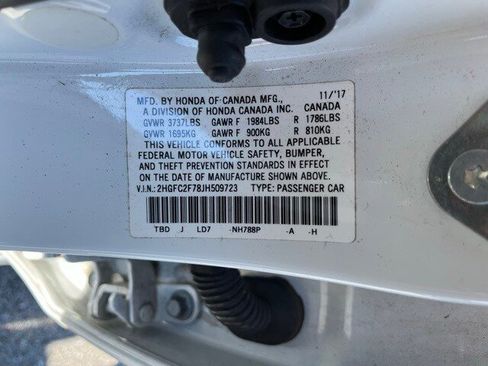 MFD. BY HONDA OF CANADA MFG., 11/'17
A DIVISION OF HONDA CANADA INC. CANADA
GVWR 3737LBS GAWR F 1984LBS R 1786LBS
GVWR 1695KG GAWR F 900KG R 810KG
THIS VEHICLE CONFORMS TO ALL APPLICABLE
FEDERAL MOTOR VEHICLE SAFETY, BUMPER,
AND THEFT PREVENTION STANDARDS IN EFFECT
ON THE DATE OF MANUFACTURE SHOWN ABOVE.
V.I.N.: 2HGFC2F78JH509723 TYPE: PASSENGER CAR
TBD J LD7 -NH788P -A -H